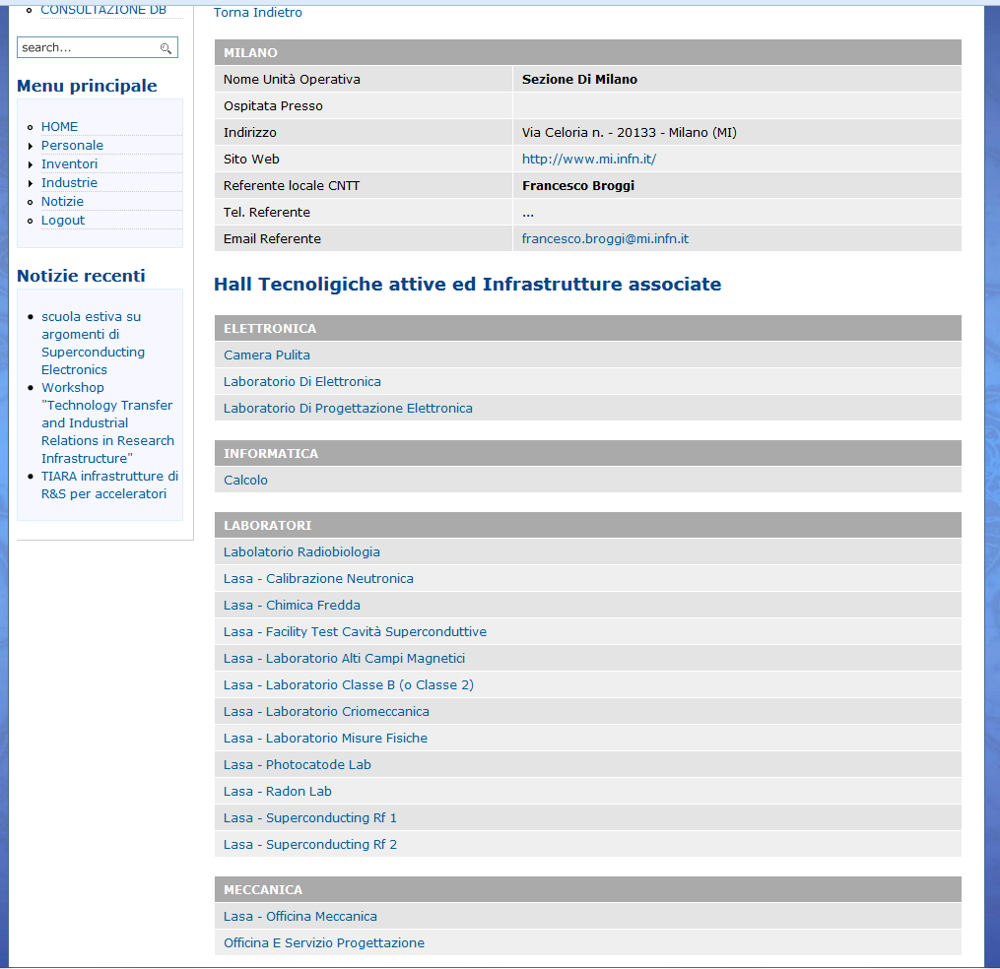 CONSULTAZIONE DB
search...
Menu principale
HOME
Personale
Inventori
Industrie
Notizie
Logout
Notizie recenti
scuola estiva su
argomenti di
Superconducting
Electronics
Workshop
"Technology Transfer
and Industrial
Relations in Research
Infrastructure"
TIARA infrastrutture di
R&S per acceleratori
Torna Indietro
MILANO
Nome Unità Operativa Sezione Di Milano
Ospitata Presso
Indirizzo Via Celoria n. - 20133 - Milano (MI)
Sito Web http://www.mi.infn.it/
Referente locale CNTT Francesco Broggi
Tel. Referente ...
Email Referente francesco.broggi@mi.infn.it
Hall Tecnoligiche attive ed Infrastrutture associate
ELETTRONICA
Camera Pulita
Laboratorio Di Elettronica
Laboratorio Di Progettazione Elettronica
INFORMATICA
Calcolo
LABORATORI
Labolatorio Radiobiologia
Lasa - Calibrazione Neutronica
Lasa - Chimica Fredda
Lasa - Facility Test Cavità Superconduttive
Lasa - Laboratorio Alti Campi Magnetici
Lasa - Laboratorio Classe B (o Classe 2)
Lasa - Laboratorio Criomeccanica
Lasa - Laboratorio Misure Fisiche
Lasa - Photocatode Lab
Lasa - Radon Lab
Lasa - Superconducting Rf 1
Lasa - Superconducting Rf 2
MECCANICA
Lasa - Officina Meccanica
Officina E Servizio Progettazione